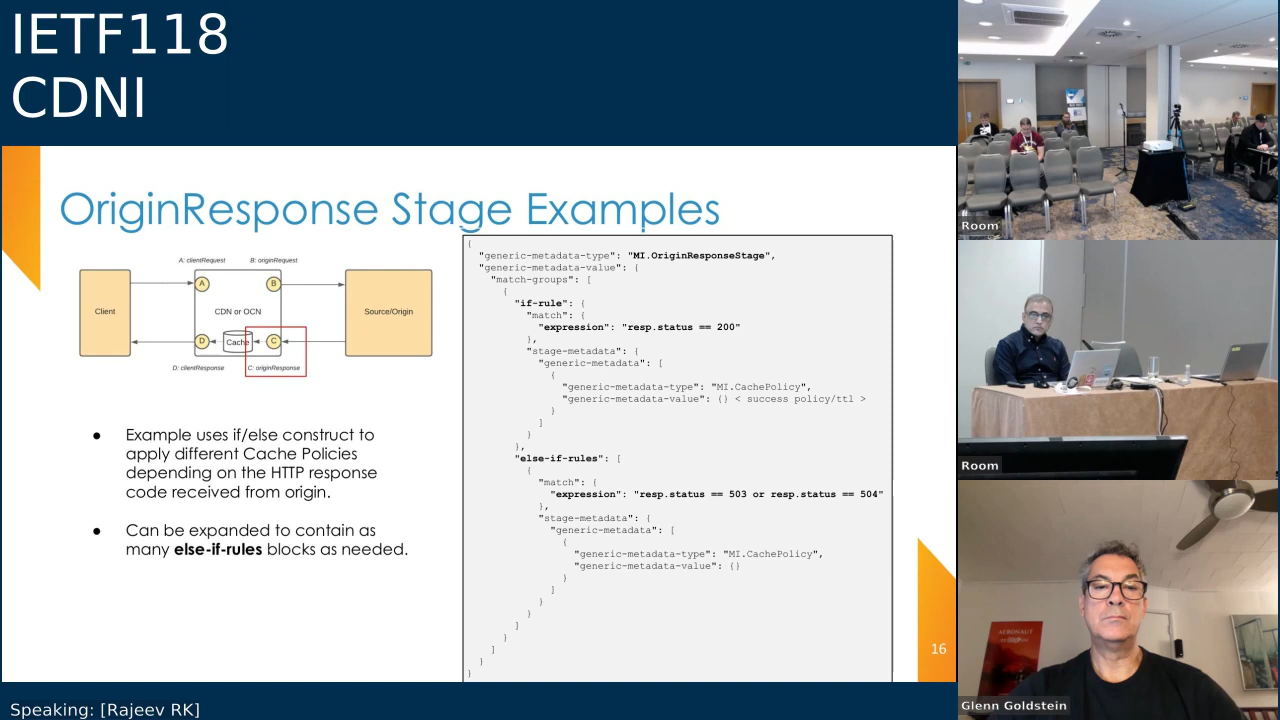 IETF118
CDNI
OriginResponse Stage Examples
A: clientRequest
B: originRequest
Client
A
B
CDN or OCN
Source/Origin
D
Cache
C
D: clientResponse
C: originResponse
● Example uses if/else construct to
apply different Cache Policies
depending on the HTTP response
code received from origin.
● Can be expanded to contain as
many else-if-rules blocks as needed.
{
"generic-metadata-type": "MI.OriginResponseStage",
"generic-metadata-value": {
"match-groups": [
{
"if-rule": {
"match": {
"expression": "resp.status == 200"
},
"stage-metadata": {
"generic-metadata": [
{
"generic-metadata-type": "MI.CachePolicy",
"generic-metadata-value": {} < success policy/ttl >
}
]
}
},
"else-if-rules": [
{
"match": {
"expression": "resp.status == 503 or resp.status == 504"
},
"stage-metadata": {
"generic-metadata": [
{
"generic-metadata-type": "MI.CachePolicy",
"generic-metadata-value": {}
}
]
}
}
]
}
]
}
}
16
Room
Room
AERONAUT
Glenn Goldstein
Speaking: [Rajeev RK]